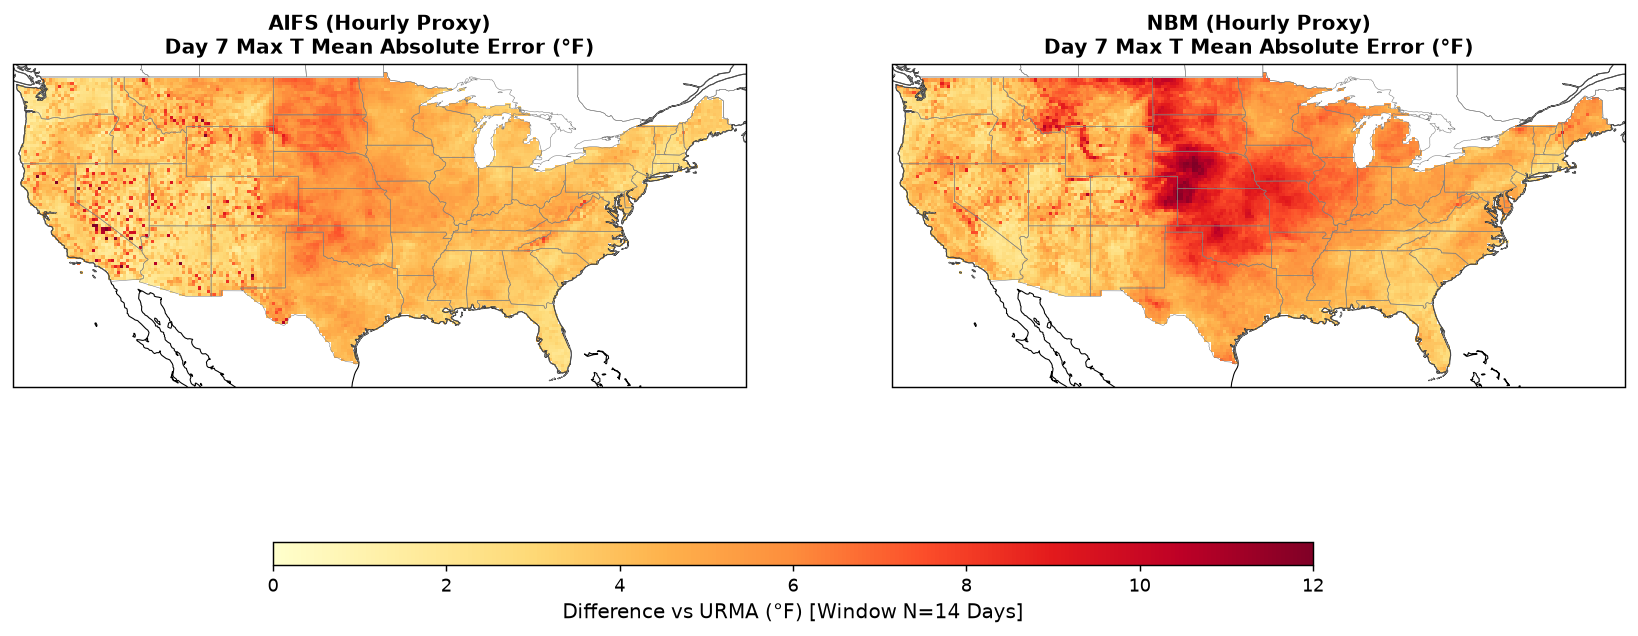 AIFS (Hourly Proxy)
Day 7 Max T Mean Absolute Error (°F)
NBM (Hourly Proxy)
Day 7 Max T Mean Absolute Error (°F)
0 2 4 6 8 10 12
Difference vs URMA (°F) [Window N=14 Days]